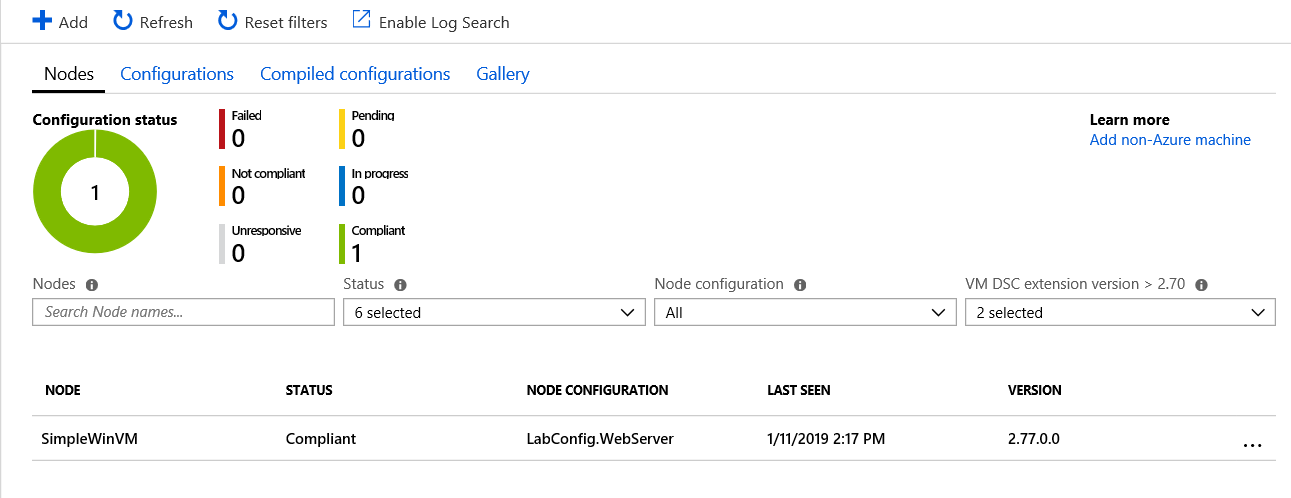 Add Refresh Reset filters Enable Log Search
Nodes Configurations Compiled configurations Gallery
Configuration status
1
Failed
0
Pending
0
Not compliant
0
In progress
0
Unresponsive
0
Compliant
1
Learn more
Add non-Azure machine
Nodes Status Node configuration VM DSC extension version > 2.70
Search Node names... 6 selected All 2 selected
NODE STATUS NODE CONFIGURATION LAST SEEN VERSION
SimpleWinVM Compliant LabConfig.WebServer 1/11/2019 2:17 PM 2.77.0.0 ...